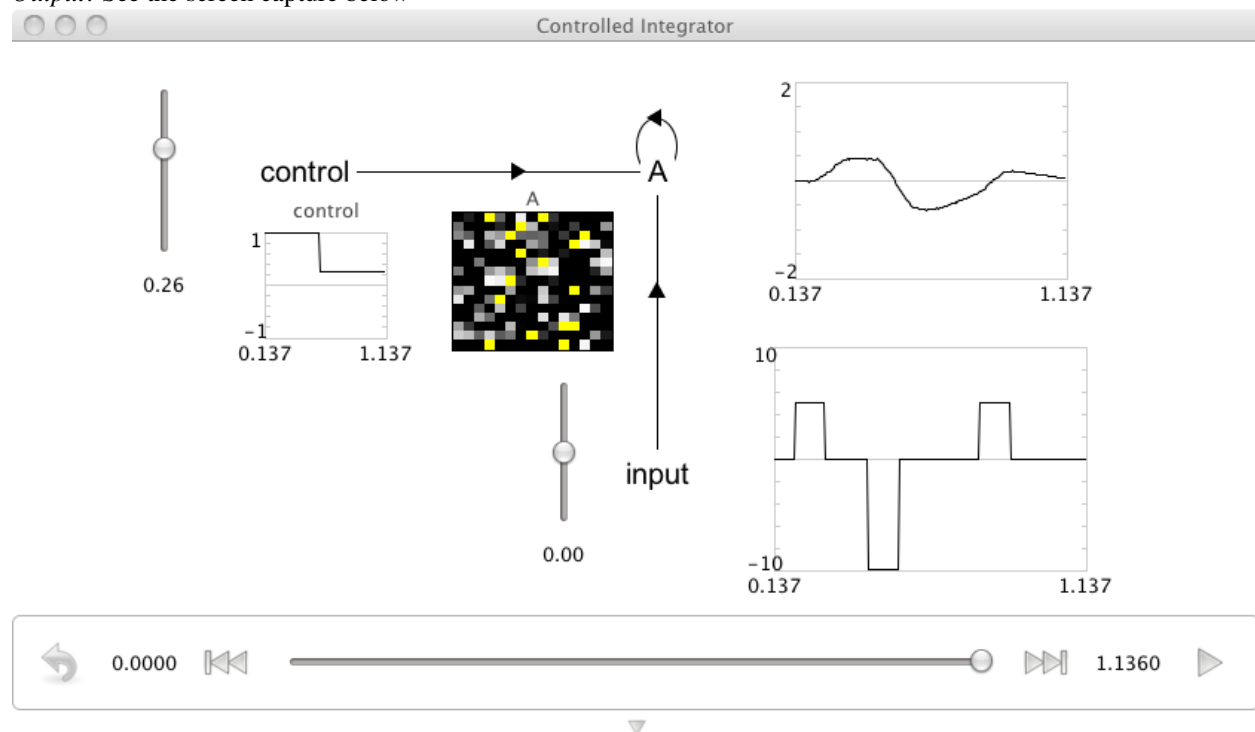 Output: See the screen capture below
Controlled Integrator
control
A
0.26
control
1
-1
0.137 1.137
A
0.00
input
2
-2
0.137 1.137
10
-10
0.137 1.137
0.0000
1.1360